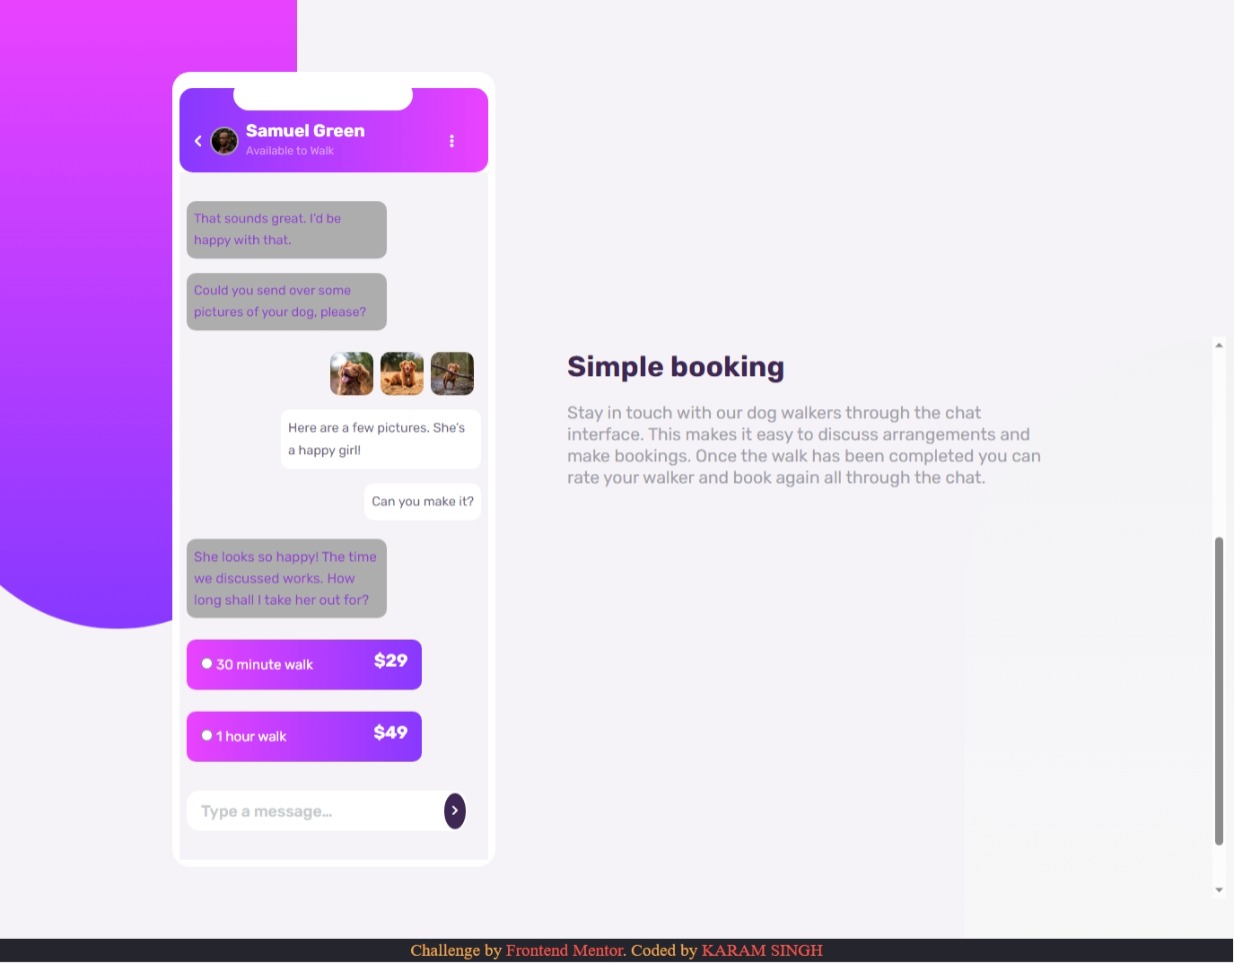 Samuel Green
Available to Walk
That sounds great. I'd be
happy with that.
Could you send over some
pictures of your dog, please?
Here are a few pictures. She's
a happy girl!
Can you make it?
She looks so happy! The time
we discussed works. How
long shall I take her out for?
30 minute walk $29
1 hour walk $49
Type a message...
Simple booking
Stay in touch with our dog walkers through the chat
interface. This makes it easy to discuss arrangements and
make bookings. Once the walk has been completed you can
rate your walker and book again all through the chat.
Challenge by Frontend Mentor. Coded by KARAM SINGH